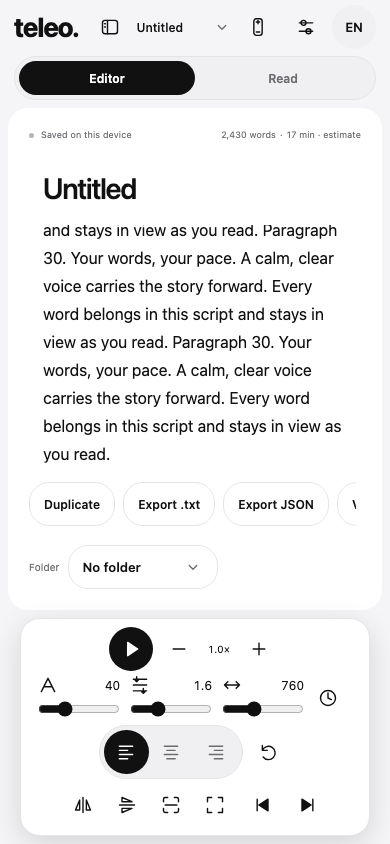 teleo.
Untitled
EN
Editor
Read
Saved on this device
2,430 words · 17 min · estimate
Untitled
and stays in view as you read. Paragraph
30. Your words, your pace. A calm, clear
voice carries the story forward. Every
word belongs in this script and stays in
view as you read. Paragraph 30. Your
words, your pace. A calm, clear voice
carries the story forward. Every word
belongs in this script and stays in view as
you read.
Duplicate
Export .txt
Export JSON
Folder
No folder
1.0×
40
1.6
760